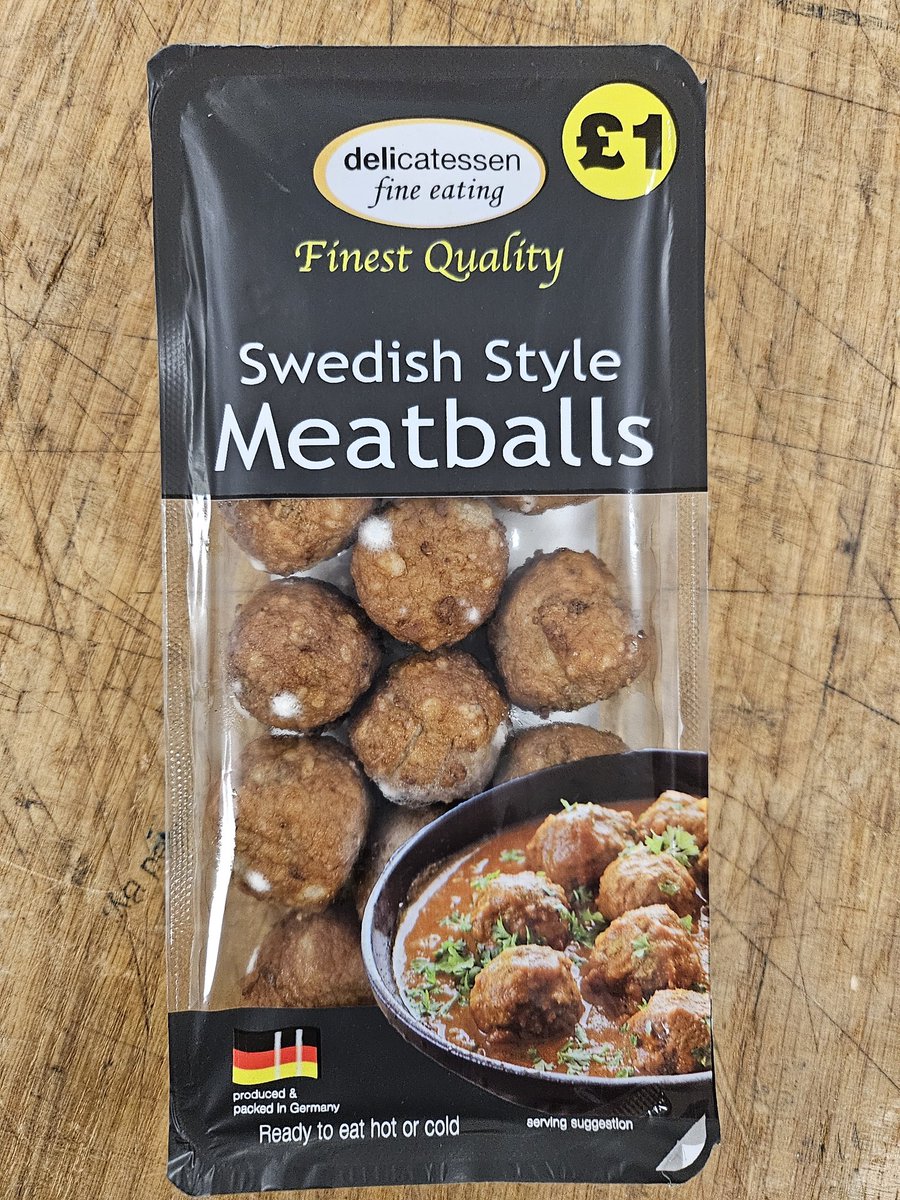 delicatessen
fine eating
£1
Finest Quality
Swedish Style
Meatballs
produced &
packed in Germany
Ready to eat hot or cold
serving suggestion